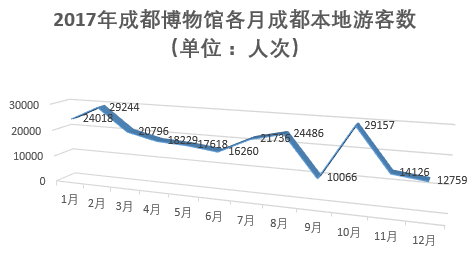 2017年成都博物馆各月成都本地游客数
（单位：人次）
30000
20000
10000
0
24018
29244
20796
18229
17618
16260
21736
24486
10066
29157
14126
12759
1月
2月
3月
4月
5月
6月
7月
8月
9月
10月
11月
12月